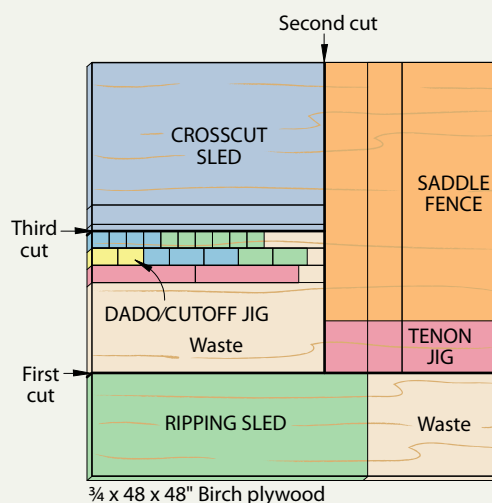 Second cut
CROSSCUT
SLED
SADDLE
FENCE
Third
cut
DADO/CUTOFF JIG
Waste
TENON
JIG
First
cut
RIPPING SLED
Waste
¾ x 48 x 48" Birch plywood